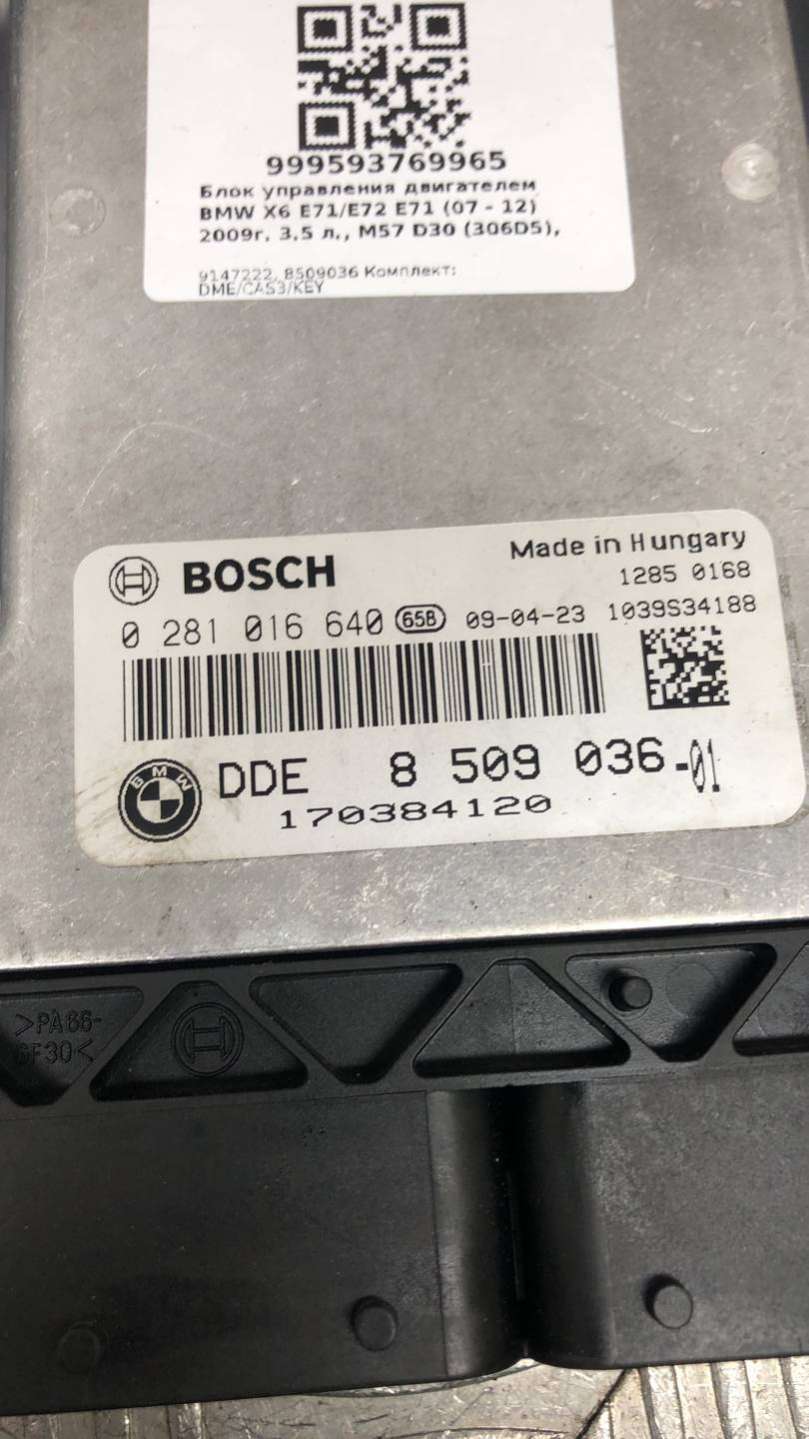 999593769965
Блок управления двигателем
BMW X6 E71/E72 E71 (07 - 12)
2009г, 3.5 л., M57 D30 (306D5),
9147222, 8509036 Комплект:
DME/CAS3/KEY
BOSCH
Made in Hungary
1285 0168
0 281 016 640 65B 09-04-23 1039S34188
BMW
DDE 8 509 036-01
170384120
>PA66-
GF30<